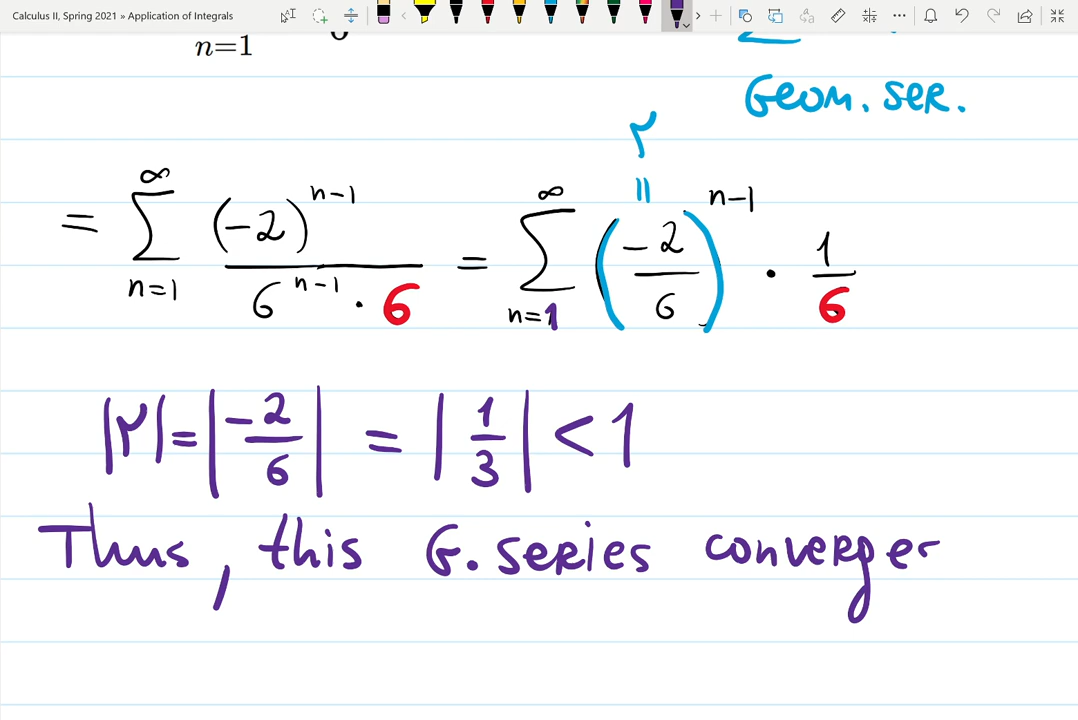 Calculus II, Spring 2021 » Application of Integrals
n=1
Geom. Ser.
r
||
= ∞ ∑ n=1 (-2)^{n-1} / 6^{n-1} · 6 = ∞ ∑ n=1 (-2/6)^{n-1} · 1/6
|r| = |-2/6| = |1/3| < 1
Thus, this G. series converger